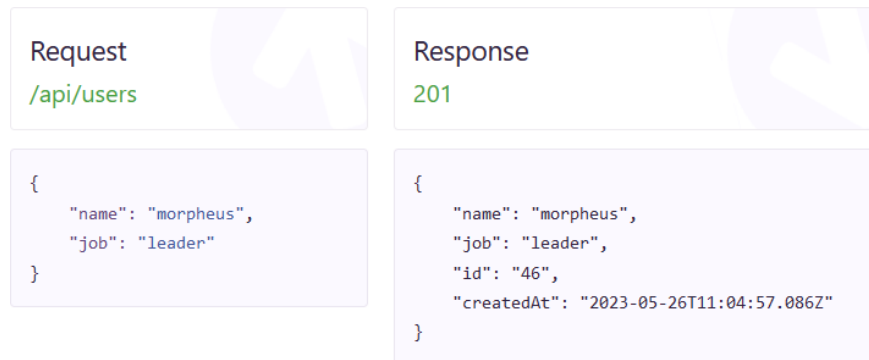 Request
/api/users
{
    "name": "morpheus",
    "job": "leader"
}
Response
201
{
    "name": "morpheus",
    "job": "leader",
    "id": "46",
    "createdAt": "2023-05-26T11:04:57.086Z"
}